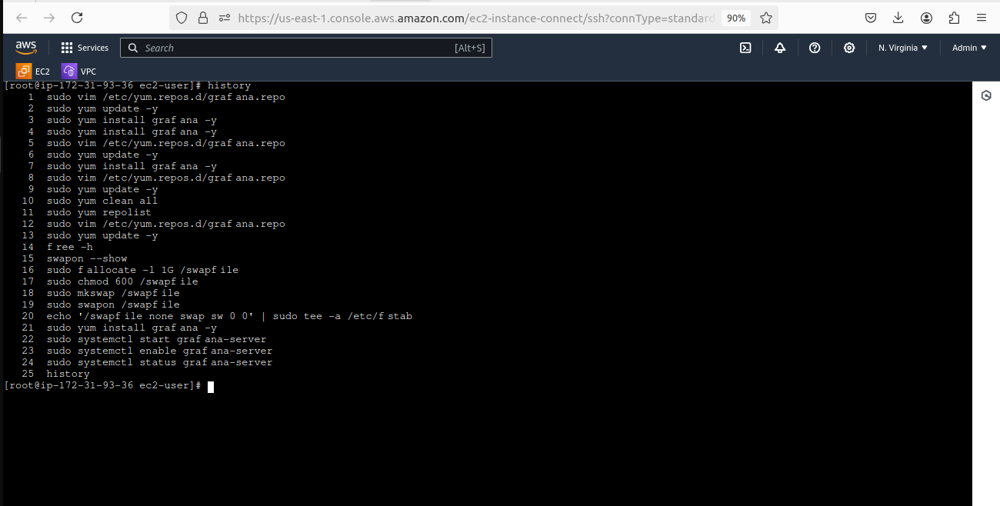 https://us-east-1.console.aws.amazon.com/ec2-instance-connect/ssh?connType=standard 90%
aws Services Search [Alt+S] N. Virginia Admin
EC2 VPC
[root@ip-172-31-93-36 ec2-user]# history
1 sudo vim /etc/yum.repos.d/grafana.repo
2 sudo yum update -y
3 sudo yum install grafana -y
4 sudo yum install grafana -y
5 sudo vim /etc/yum.repos.d/grafana.repo
6 sudo yum update -y
7 sudo yum install grafana -y
8 sudo vim /etc/yum.repos.d/grafana.repo
9 sudo yum update -y
10 sudo yum clean all
11 sudo yum repolist
12 sudo vim /etc/yum.repos.d/grafana.repo
13 sudo yum update -y
14 free -h
15 swapon --show
16 sudo fallocate -l 1G /swapfile
17 sudo chmod 600 /swapfile
18 sudo mkswap /swapfile
19 sudo swapon /swapfile
20 echo '/swapfile none swap sw 0 0' | sudo tee -a /etc/fstab
21 sudo yum install grafana -y
22 sudo systemctl start grafana-server
23 sudo systemctl enable grafana-server
24 sudo systemctl status grafana-server
25 history
[root@ip-172-31-93-36 ec2-user]#